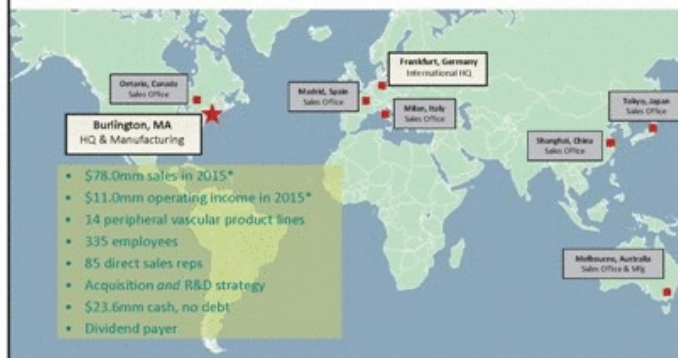 Frankfurt, Germany
International HQ
Ontario, Canada
Sales Office
Madrid, Spain
Sales Office
Milan, Italy
Sales Office
Tokyo, Japan
Sales Office
Burlington, MA
HQ & Manufacturing
Shanghai, China
Sales Office
• $78.0mm sales in 2015*
• $11.0mm operating income in 2015*
• 14 peripheral vascular product lines
• 335 employees
• 85 direct sales reps
• Acquisition and R&D strategy
• $23.6mm cash, no debt
• Dividend payer
Melbourne, Australia
Sales Office & Mfg